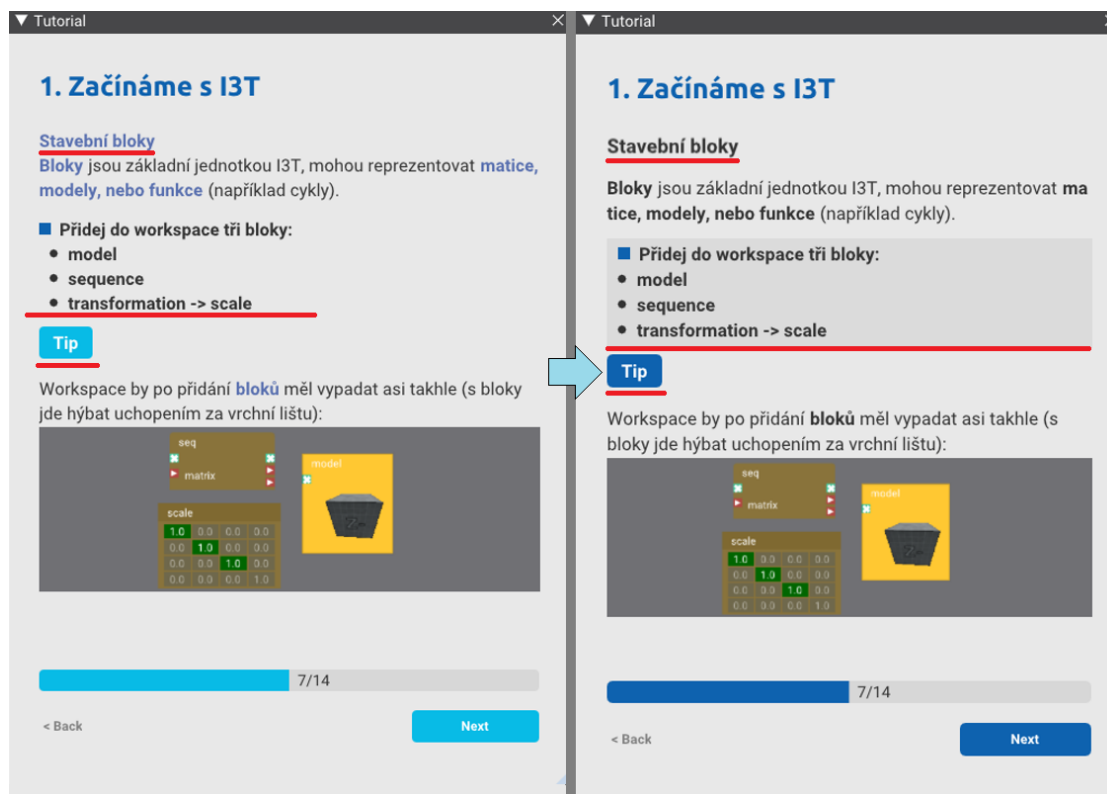 Tutorial
1. Začínáme s I3T
Stavební bloky
Bloky jsou základní jednotkou I3T, mohou reprezentovat matice,
modely, nebo funkce (například cykly).
Přidej do workspace tři bloky:
model
sequence
transformation -> scale
Tip
Workspace by po přidání bloků měl vypadat asi takhle (s bloky
jde hýbat uchopením za vrchní lištu):
seq
matrix
model
scale
1.0 0.0 0.0 0.0
0.0 1.0 0.0 0.0
0.0 0.0 1.0 0.0
0.0 0.0 0.0 1.0
7/14
< Back
Next
Tutorial
1. Začínáme s I3T
Stavební bloky
Bloky jsou základní jednotkou I3T, mohou reprezentovat ma
tice, modely, nebo funkce (například cykly).
Přidej do workspace tři bloky:
model
sequence
transformation -> scale
Tip
Workspace by po přidání bloků měl vypadat asi takhle (s
bloky jde hýbat uchopením za vrchní lištu):
seq
matrix
model
scale
1.0 0.0 0.0 0.0
0.0 1.0 0.0 0.0
0.0 0.0 1.0 0.0
0.0 0.0 0.0 1.0
7/14
< Back
Next